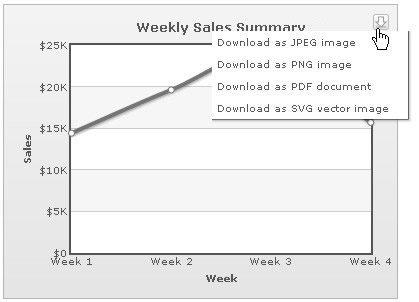 Weekly Sales Summary
Download as JPEG image
Download as PNG image
Download as PDF document
Download as SVG vector image
$25K
$20K
$15K
$10K
$5K
$0
Sales
Week 1
Week 2
Week 3
Week 4
Week